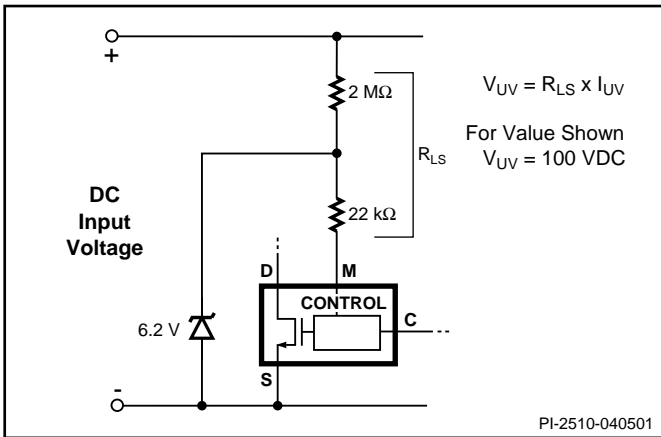 +
2 MΩ
V_UV = R_LS x I_UV
For Value Shown
V_UV = 100 VDC
R_LS
DC
Input
Voltage
22 kΩ
D
M
CONTROL
C
6.2 V
S
-
PI-2510-040501